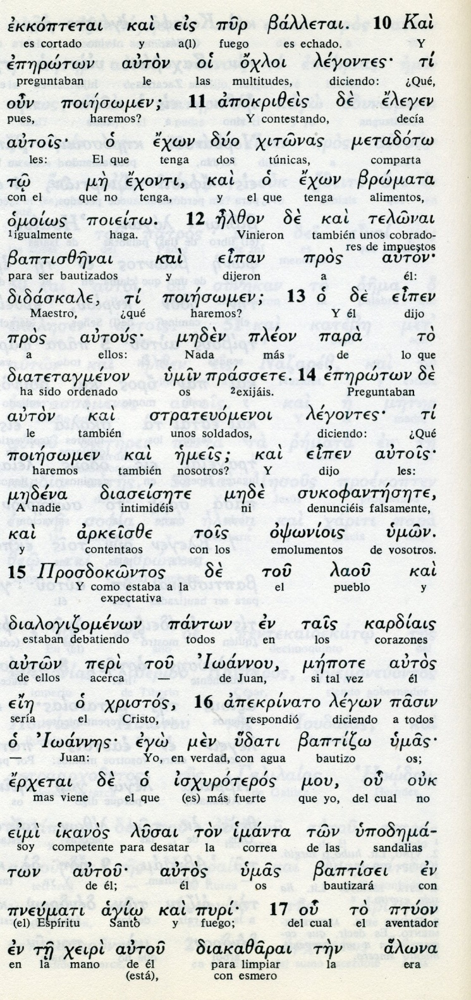 ἐκκόπτεται καὶ εἰς πῦρ βάλλεται. 10 Καὶ
es cortado y a(l) fuego es echado. Y
ἐπηρώτων αὐτὸν οἱ ὄχλοι λέγοντες· τί
preguntaban le las multitudes, diciendo: ¿Qué,
οὖν ποιήσωμεν; 11 ἀποκριθεὶς δὲ ἔλεγεν
pues, haremos? Y contestando, decía
αὐτοῖς· ὁ ἔχων δύο χιτῶνας μεταδότω
les: El que tenga dos túnicas, comparta
τῷ μὴ ἔχοντι, καὶ ὁ ἔχων βρώματα
con el que no tenga, y el que tenga alimentos,
ὁμοίως ποιείτω. 12 ἦλθον δὲ καὶ τελῶναι
1igualmente haga. Vinieron también unos cobrado-
res de impuestos
βαπτισθῆναι καὶ εἶπαν πρὸς αὐτόν·
para ser bautizados y dijeron a él:
διδάσκαλε, τί ποιήσωμεν; 13 ὁ δὲ εἶπεν
Maestro, ¿qué haremos? Y él dijo
πρὸς αὐτούς· μηδὲν πλέον παρὰ τὸ
a ellos: Nada más de lo que
διατεταγμένον ὑμῖν πράσσετε. 14 ἐπηρώτων δὲ
ha sido ordenado os 2exijáis. Preguntaban
αὐτὸν καὶ στρατευόμενοι λέγοντες· τί
le también unos soldados, diciendo: ¿Qué
ποιήσωμεν καὶ ἡμεῖς; καὶ εἶπεν αὐτοῖς·
haremos también nosotros? Y dijo les:
μηδένα διασείσητε μηδὲ συκοφαντήσητε,
A nadie intimidéis ni denunciéis falsamente,
καὶ ἀρκεῖσθε τοῖς ὀψωνίοις ὑμῶν.
y contentaos con los emolumentos de vosotros.
15 Προσδοκῶντος δὲ τοῦ λαοῦ καὶ
Y como estaba a la el pueblo y
expectativa
διαλογιζομένων πάντων ἐν ταῖς καρδίαις
estaban debatiendo todos en los corazones
αὐτῶν περὶ τοῦ Ἰωάννου, μήποτε αὐτὸς
de ellos acerca — de Juan, si tal vez él
εἴη ὁ χριστός, 16 ἀπεκρίνατο λέγων πᾶσιν
sería el Cristo, respondió diciendo a todos
ὁ Ἰωάννης· ἐγὼ μὲν ὕδατι βαπτίζω ὑμᾶς·
— Juan: Yo, en verdad, con agua bautizo os;
ἔρχεται δὲ ὁ ἰσχυρότερός μου, οὗ οὐκ
mas viene el que (es) más fuerte que yo, del cual no
εἰμὶ ἱκανὸς λῦσαι τὸν ἱμάντα τῶν ὑποδημά-
soy competente para desatar la correa de las sandalias
των αὐτοῦ· αὐτὸς ὑμᾶς βαπτίσει ἐν
de él; él os bautizará con
πνεύματι ἁγίῳ καὶ πυρί· 17 οὗ τὸ πτύον
(el) Espíritu Santo y fuego; del cual el aventador
ἐν τῇ χειρὶ αὐτοῦ διακαθᾶραι τὴν ἅλωνα
en la mano de él para limpiar la era
(está), con esmero